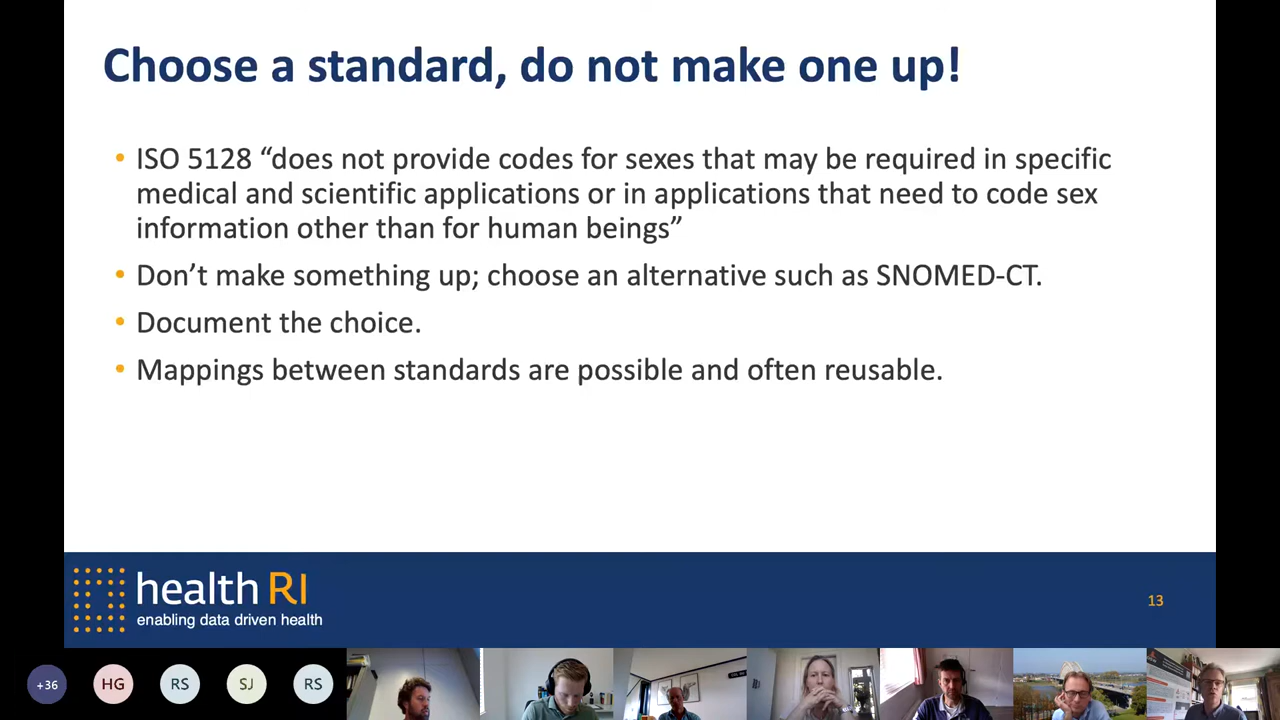 Choose a standard, do not make one up!
• ISO 5128 “does not provide codes for sexes that may be required in specific
medical and scientific applications or in applications that need to code sex
information other than for human beings”
• Don’t make something up; choose an alternative such as SNOMED-CT.
• Document the choice.
• Mappings between standards are possible and often reusable.
health RI
enabling data driven health
13
+36 HG RS SJ RS